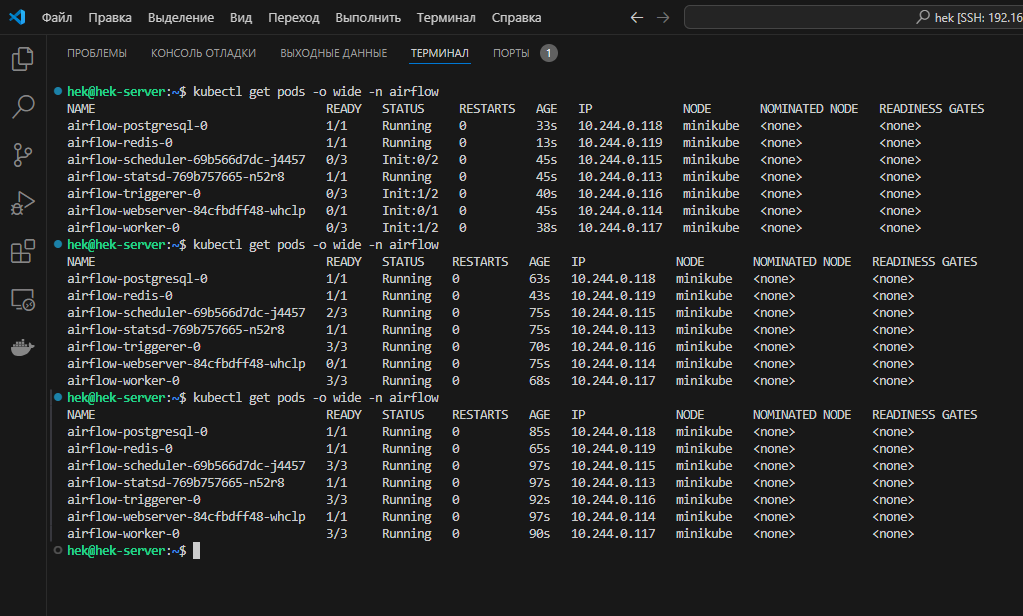 Файл Правка Выделение Вид Переход Выполнить Терминал Справка hek [SSH: 192.16
ПРОБЛЕМЫ КОНСОЛЬ ОТЛАДКИ ВЫХОДНЫЕ ДАННЫЕ ТЕРМИНАЛ ПОРТЫ 1
hek@hek-server:~$ kubectl get pods -o wide -n airflow
NAME READY STATUS RESTARTS AGE IP NODE NOMINATED NODE READINESS GATES
airflow-postgresql-0 1/1 Running 0 33s 10.244.0.118 minikube <none> <none>
airflow-redis-0 1/1 Running 0 13s 10.244.0.119 minikube <none> <none>
airflow-scheduler-69b566d7dc-j4457 0/3 Init:0/2 0 45s 10.244.0.115 minikube <none> <none>
airflow-statsd-769b757665-n52r8 1/1 Running 0 45s 10.244.0.113 minikube <none> <none>
airflow-triggerer-0 0/3 Init:1/2 0 40s 10.244.0.116 minikube <none> <none>
airflow-webserver-84cfbdff48-whclp 0/1 Init:0/1 0 45s 10.244.0.114 minikube <none> <none>
airflow-worker-0 0/3 Init:1/2 0 38s 10.244.0.117 minikube <none> <none>
hek@hek-server:~$ kubectl get pods -o wide -n airflow
NAME READY STATUS RESTARTS AGE IP NODE NOMINATED NODE READINESS GATES
airflow-postgresql-0 1/1 Running 0 63s 10.244.0.118 minikube <none> <none>
airflow-redis-0 1/1 Running 0 43s 10.244.0.119 minikube <none> <none>
airflow-scheduler-69b566d7dc-j4457 2/3 Running 0 75s 10.244.0.115 minikube <none> <none>
airflow-statsd-769b757665-n52r8 1/1 Running 0 75s 10.244.0.113 minikube <none> <none>
airflow-triggerer-0 3/3 Running 0 70s 10.244.0.116 minikube <none> <none>
airflow-webserver-84cfbdff48-whclp 0/1 Running 0 75s 10.244.0.114 minikube <none> <none>
airflow-worker-0 3/3 Running 0 68s 10.244.0.117 minikube <none> <none>
hek@hek-server:~$ kubectl get pods -o wide -n airflow
NAME READY STATUS RESTARTS AGE IP NODE NOMINATED NODE READINESS GATES
airflow-postgresql-0 1/1 Running 0 85s 10.244.0.118 minikube <none> <none>
airflow-redis-0 1/1 Running 0 65s 10.244.0.119 minikube <none> <none>
airflow-scheduler-69b566d7dc-j4457 3/3 Running 0 97s 10.244.0.115 minikube <none> <none>
airflow-statsd-769b757665-n52r8 1/1 Running 0 97s 10.244.0.113 minikube <none> <none>
airflow-triggerer-0 3/3 Running 0 92s 10.244.0.116 minikube <none> <none>
airflow-webserver-84cfbdff48-whclp 1/1 Running 0 97s 10.244.0.114 minikube <none> <none>
airflow-worker-0 3/3 Running 0 90s 10.244.0.117 minikube <none> <none>
hek@hek-server:~$